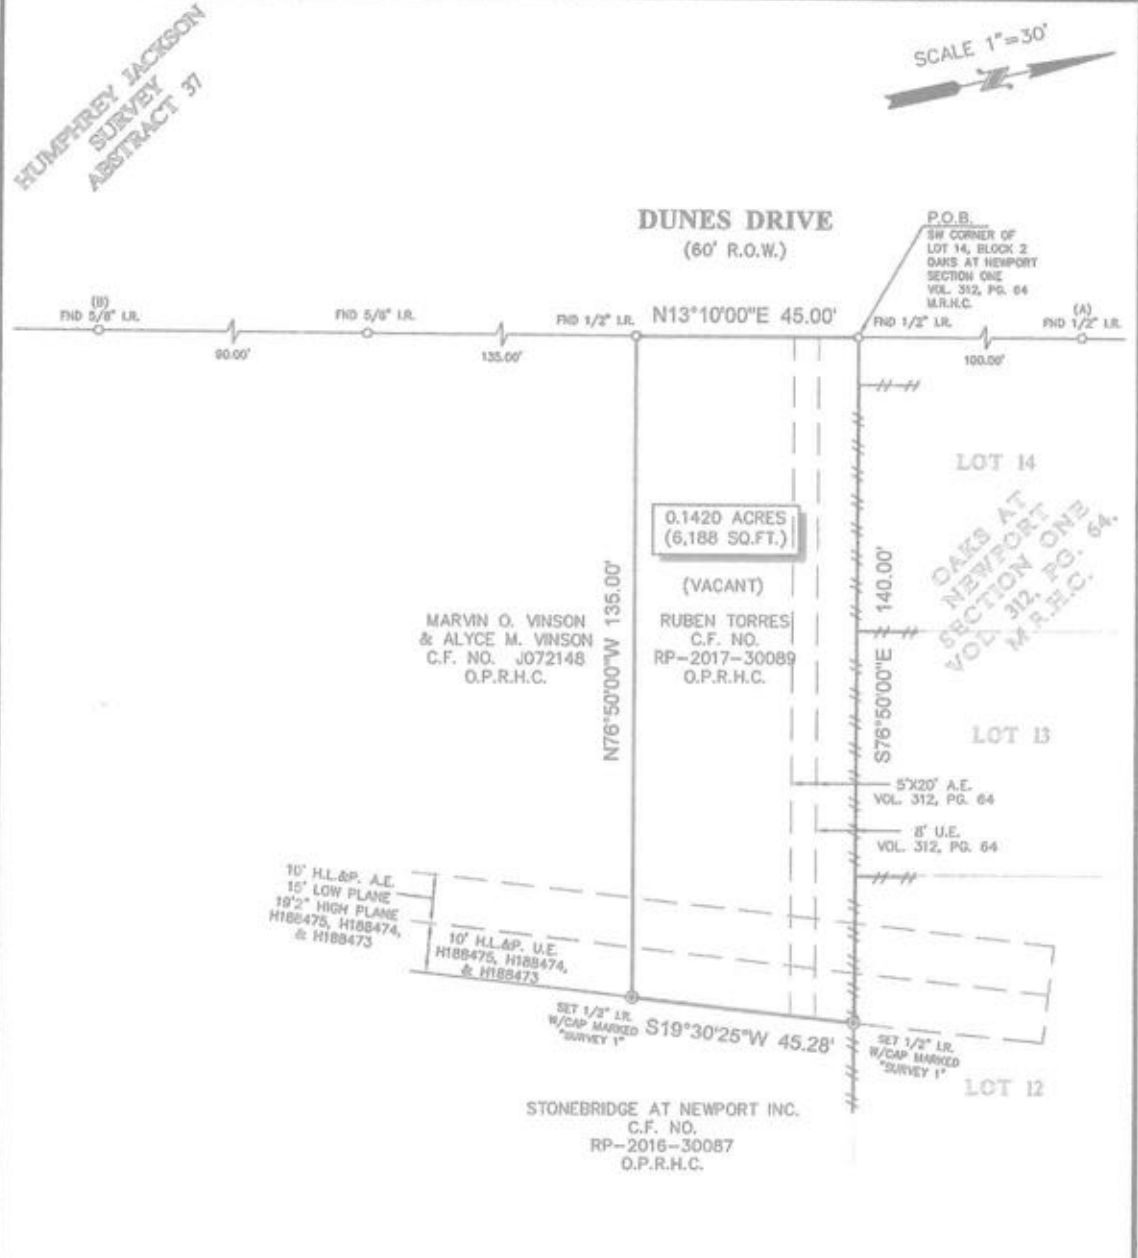 HUMPHREY JACKSON
SURVEY
ABSTRACT 37
SCALE 1"=30'
N
DUNES DRIVE
(60' R.O.W.)
P.O.B.
SW CORNER OF
LOT 14, BLOCK 2
OAKS AT NEWPORT
SECTION ONE
VOL. 312, PG. 64
M.R.H.C.
(B)
FND 5/8" I.R.
FND 5/8" I.R.
FND 1/2" I.R.
N13°10'00"E 45.00'
FND 1/2" I.R.
(A)
FND 1/2" I.R.
90.00'
135.00'
100.00'
LOT 14
OAKS AT
NEWPORT
SECTION ONE
VOL. 312, PG. 64.
M.R.H.C.
0.1420 ACRES
(6,188 SQ.FT.)
(VACANT)
RUBEN TORRES
C.F. NO.
RP-2017-30089
O.P.R.H.C.
MARVIN O. VINSON
& ALYCE M. VINSON
C.F. NO. J072148
O.P.R.H.C.
N76°50'00"W 135.00'
S76°50'00"E 140.00'
LOT 13
5'X20' A.E.
VOL. 312, PG. 64
8' U.E.
VOL. 312, PG. 64
10' H.L.&P. A.E.
15' LOW PLANE
19'2" HIGH PLANE
H188475, H188474,
& H188473
10' H.L.&P. U.E.
H188475, H188474,
& H188473
SET 1/2" I.R.
W/CAP MARKED
"SURVEY 1"
S19°30'25"W 45.28'
SET 1/2" I.R.
W/CAP MARKED
"SURVEY 1"
LOT 12
STONEBRIDGE AT NEWPORT INC.
C.F. NO.
RP-2016-30087
O.P.R.H.C.